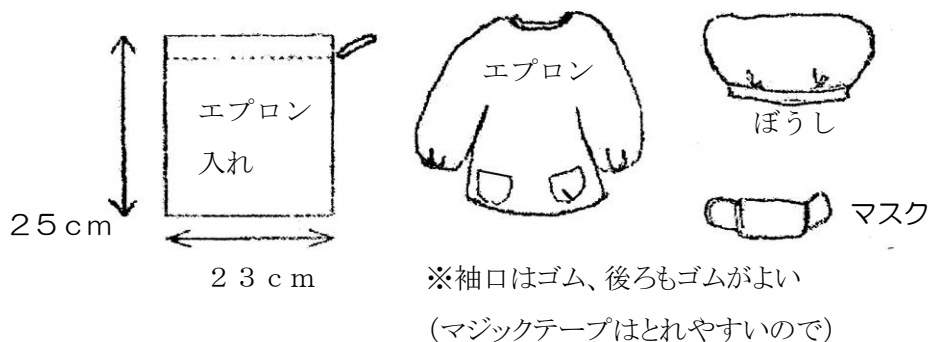 エプロン
入れ
25cm
23cm
エプロン
ぼうし
マスク
※袖口はゴム、後ろもゴムがよい
(マジックテープはとれやすいので)